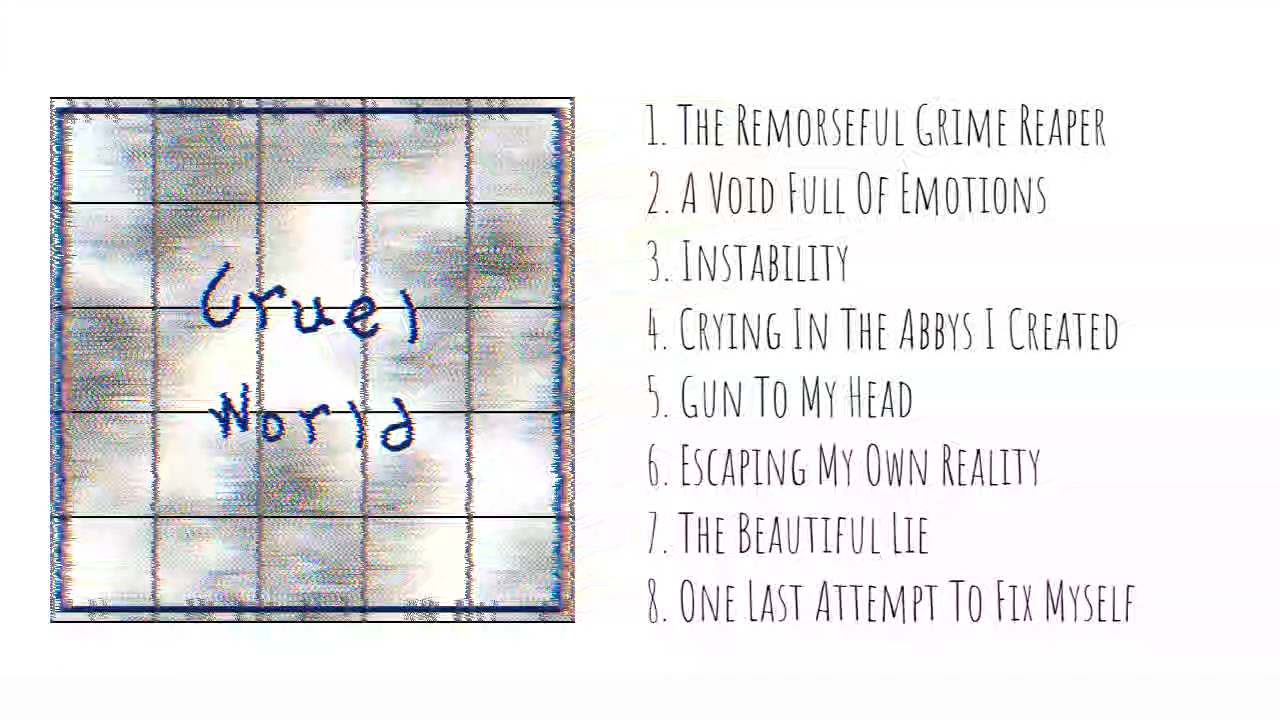 Cruel
World
1. The Remorseful Grime Reaper
2. A Void Full Of Emotions
3. Instability
4. Crying In The Abbys I Created
5. Gun To My Head
6. Escaping My Own Reality
7. The Beautiful Lie
8. One Last Attempt To Fix Myself